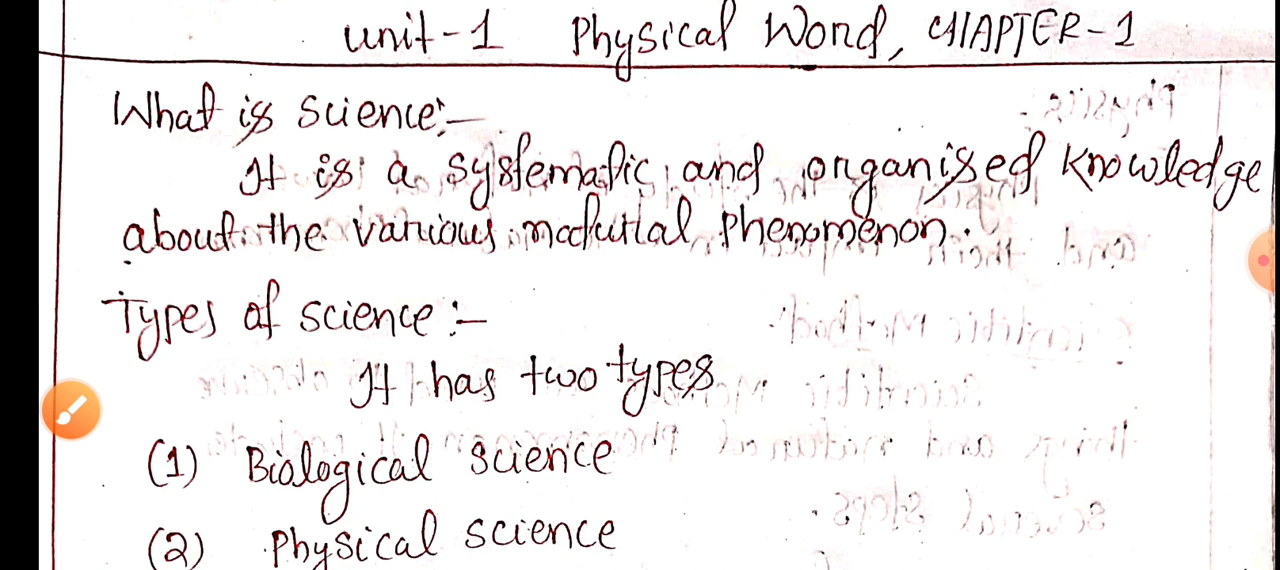 unit-1 Physical Word, CHAPTER-1
What is science:-
It is a systematic and organised knowledge
about the various natural phenomenon.
Types of science:-
It has two types
(1) Biological science
(2) Physical science